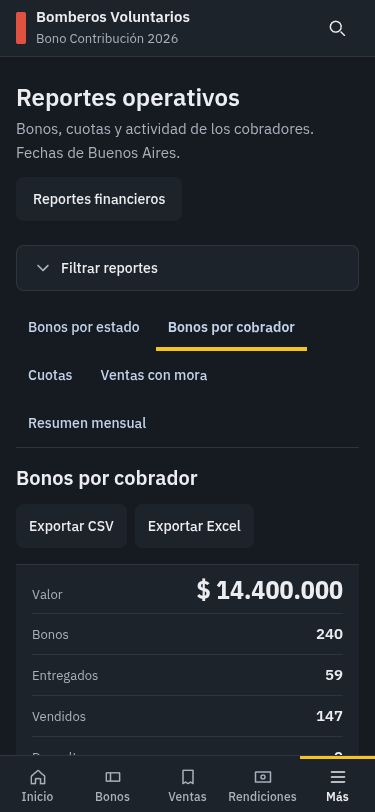 Bomberos Voluntarios
Bono Contribución 2026
Reportes operativos
Bonos, cuotas y actividad de los cobradores.
Fechas de Buenos Aires.
Reportes financieros
Filtrar reportes
Bonos por estado Bonos por cobrador
Cuotas Ventas con mora
Resumen mensual
Bonos por cobrador
Exportar CSV Exportar Excel
Valor $ 14.400.000
Bonos 240
Entregados 59
Vendidos 147
Inicio Bonos Ventas Rendiciones Más